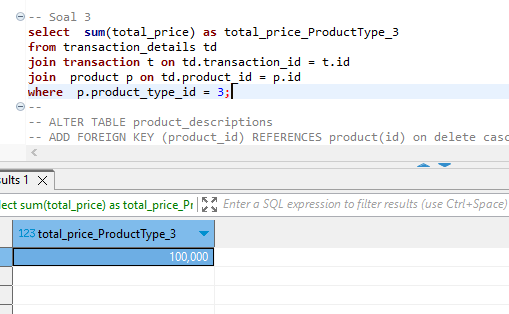 -- Soal 3
select  sum(total_price) as total_price_ProductType_3
from transaction_details td
join transaction t on td.transaction_id = t.id
join  product p on td.product_id = p.id
where  p.product_type_id = 3;
--
-- ALTER TABLE product_descriptions
-- ADD FOREIGN KEY (product_id) REFERENCES product(id) on delete casc
ults 1
ect sum(total_price) as total_price_Pr
Enter a SQL expression to filter results (use Ctrl+Space)
123 total_price_ProductType_3
100,000